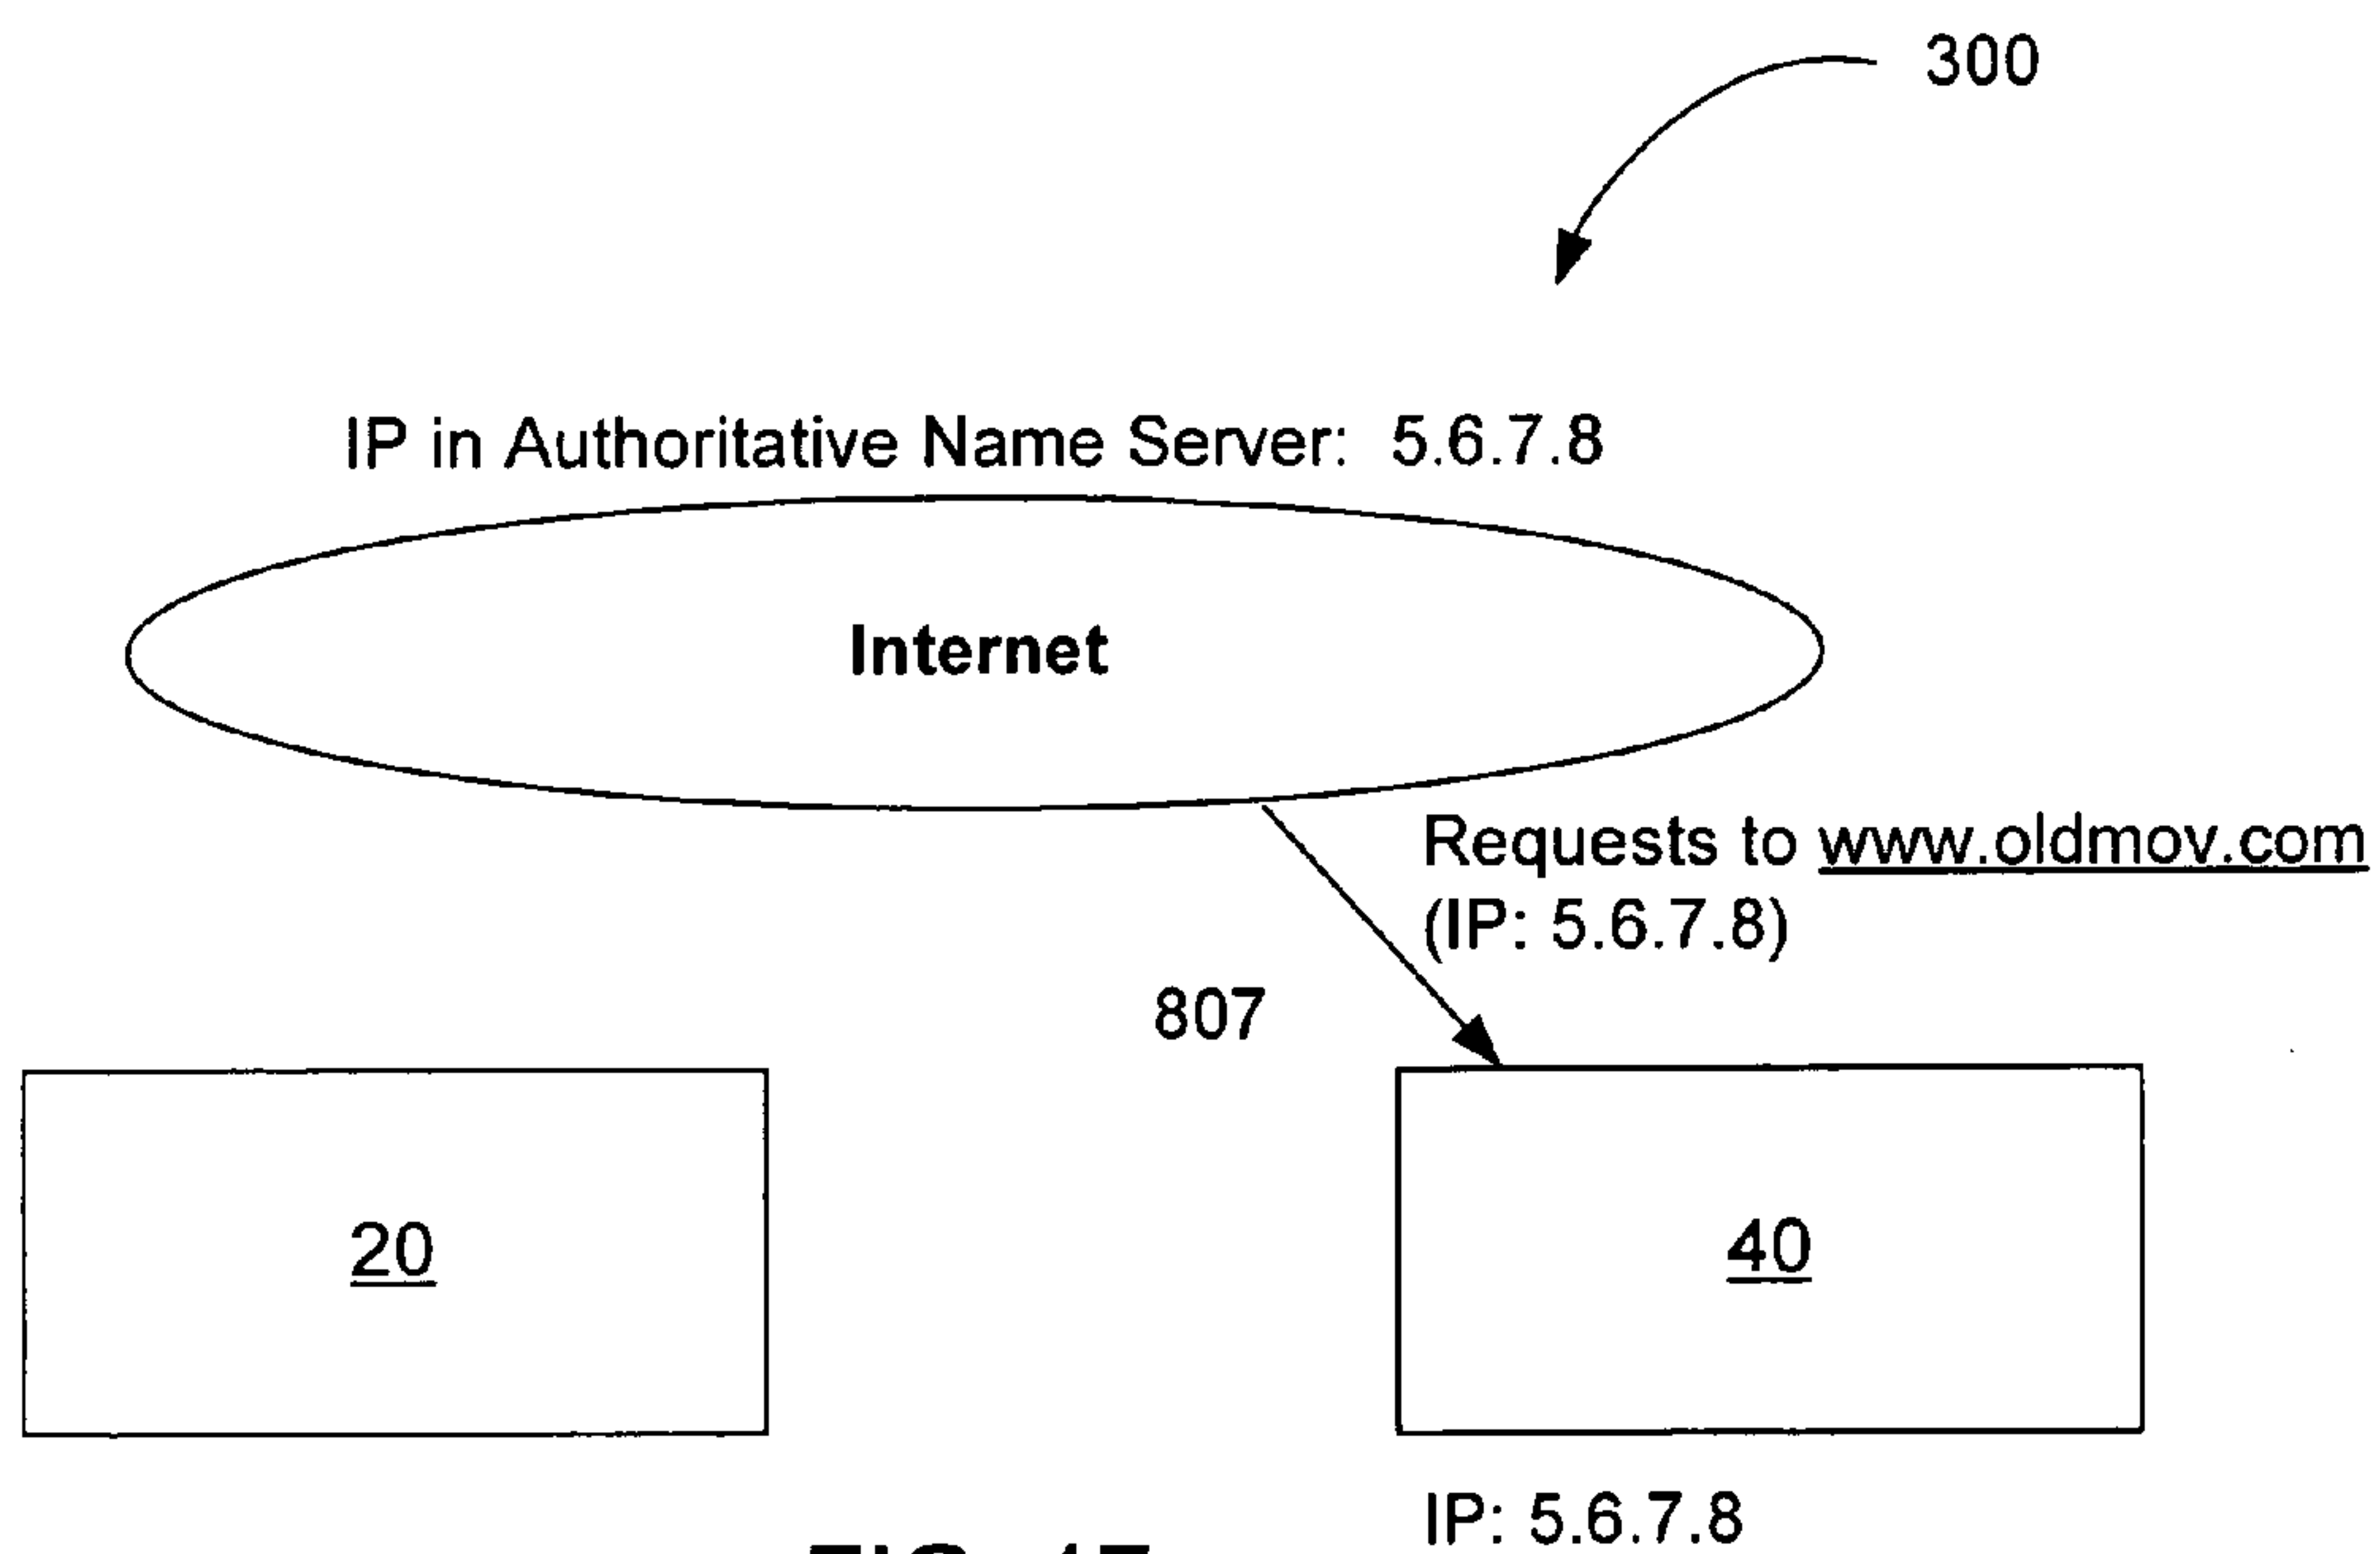 300
IP in Authoritative Name Server: 5.6.7.8
Internet
Requests to www.oldmov.com
(IP: 5.6.7.8)
807
20
40
IP: 5.6.7.8